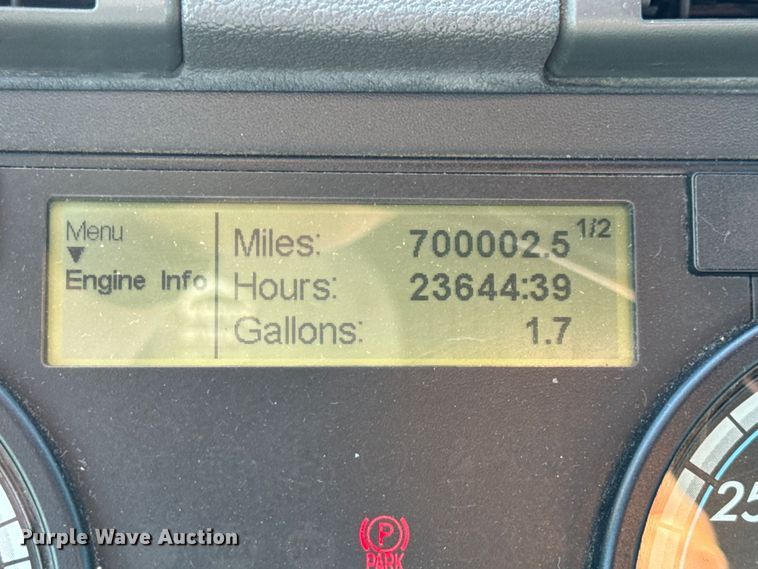 Menu
Engine Info
Miles: 700002.5 1/2
Hours: 23644:39
Gallons: 1.7
P
PARK
25
Purple Wave Auction